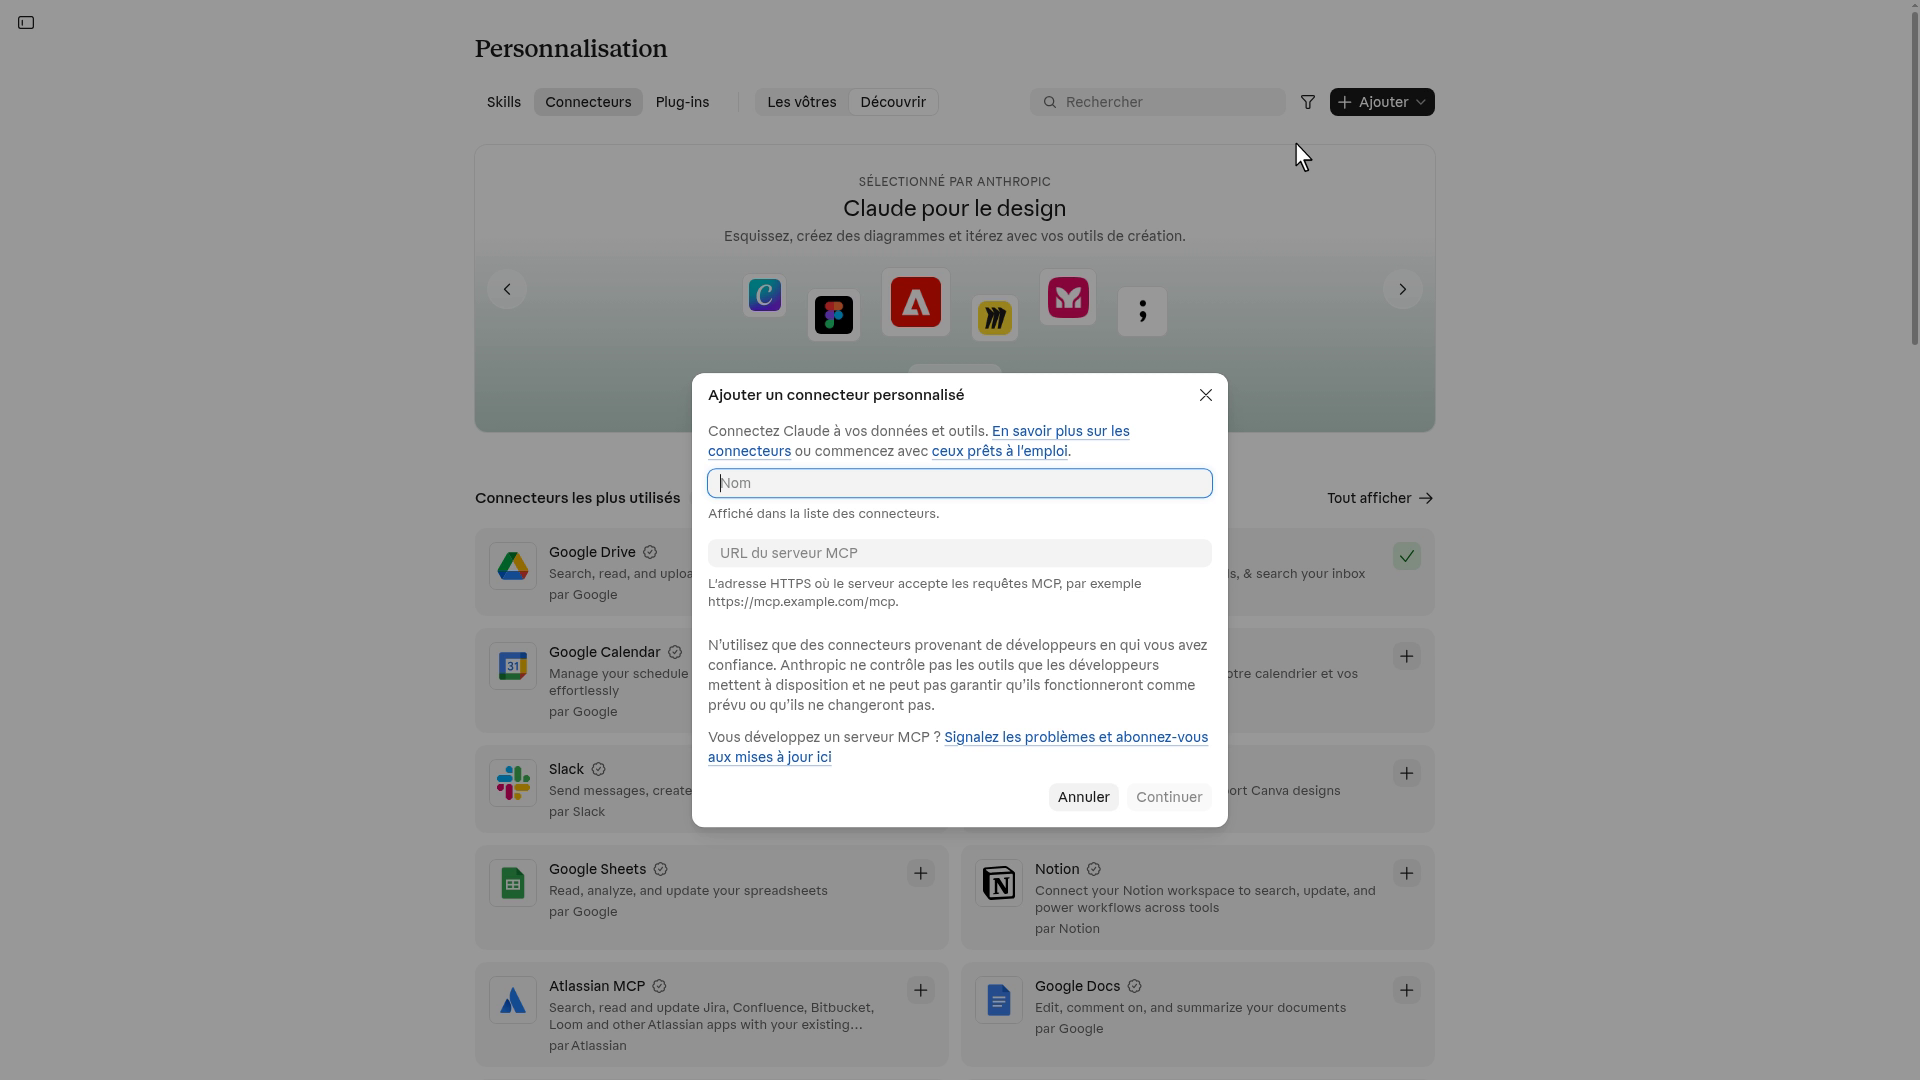 Personnalisation
Skills
Connecteurs
Plug-ins
Les vôtres
Découvrir
Rechercher
Ajouter
SÉLECTIONNÉ PAR ANTHROPIC
Claude pour le design
Esquissez, créez des diagrammes et itérez avec vos outils de création.
Ajouter un connecteur personnalisé
Connectez Claude à vos données et outils. En savoir plus sur les
connecteurs ou commencez avec ceux prêts à l'emploi.
Nom
Affiché dans la liste des connecteurs.
URL du serveur MCP
L'adresse HTTPS où le serveur accepte les requêtes MCP, par exemple
https://mcp.example.com/mcp.
N'utilisez que des connecteurs provenant de développeurs en qui vous avez
confiance. Anthropic ne contrôle pas les outils que les développeurs
mettent à disposition et ne peut pas garantir qu'ils fonctionneront comme
prévu ou qu'ils ne changeront pas.
Vous développez un serveur MCP ? Signalez les problèmes et abonnez-vous
aux mises à jour ici
Annuler
Continuer
Connecteurs les plus utilisés
Tout afficher
Google Drive
Search, read, and
par Google
& search your inbox
Google Calendar
Manage your schedule
effortlessly
par Google
calendrier et vos
Slack
Send messages, create
par Slack
Canva designs
Google Sheets
Read, analyze, and update your spreadsheets
par Google
Notion
Connect your Notion workspace to search, update, and
power workflows across tools
par Notion
Atlassian MCP
Search, read and update Jira, Confluence, Bitbucket,
Loom and other Atlassian apps with your existing…
par Atlassian
Google Docs
Edit, comment on, and summarize your documents
par Google